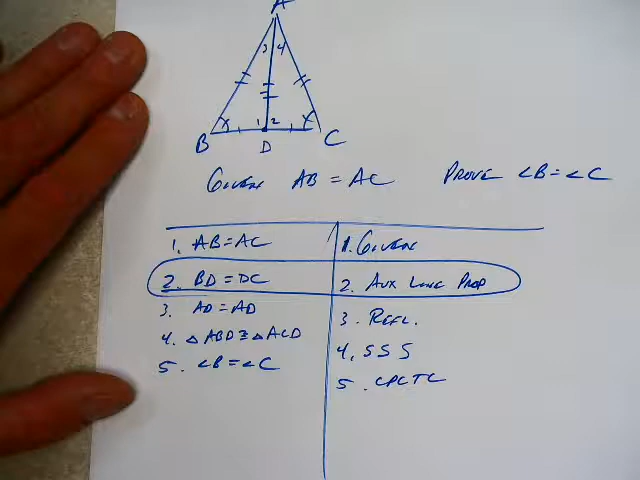 A
3 4
1 2
B D C
GIVEN AB = AC PROVE ∠B = ∠C
1. AB = AC 1. GIVEN
2. BD = DC 2. AUX LINE PROP
3. AD = AD 3. REFL.
4. △ABD ≅ △ACD 4. SSS
5. ∠B = ∠C 5. CPCTC